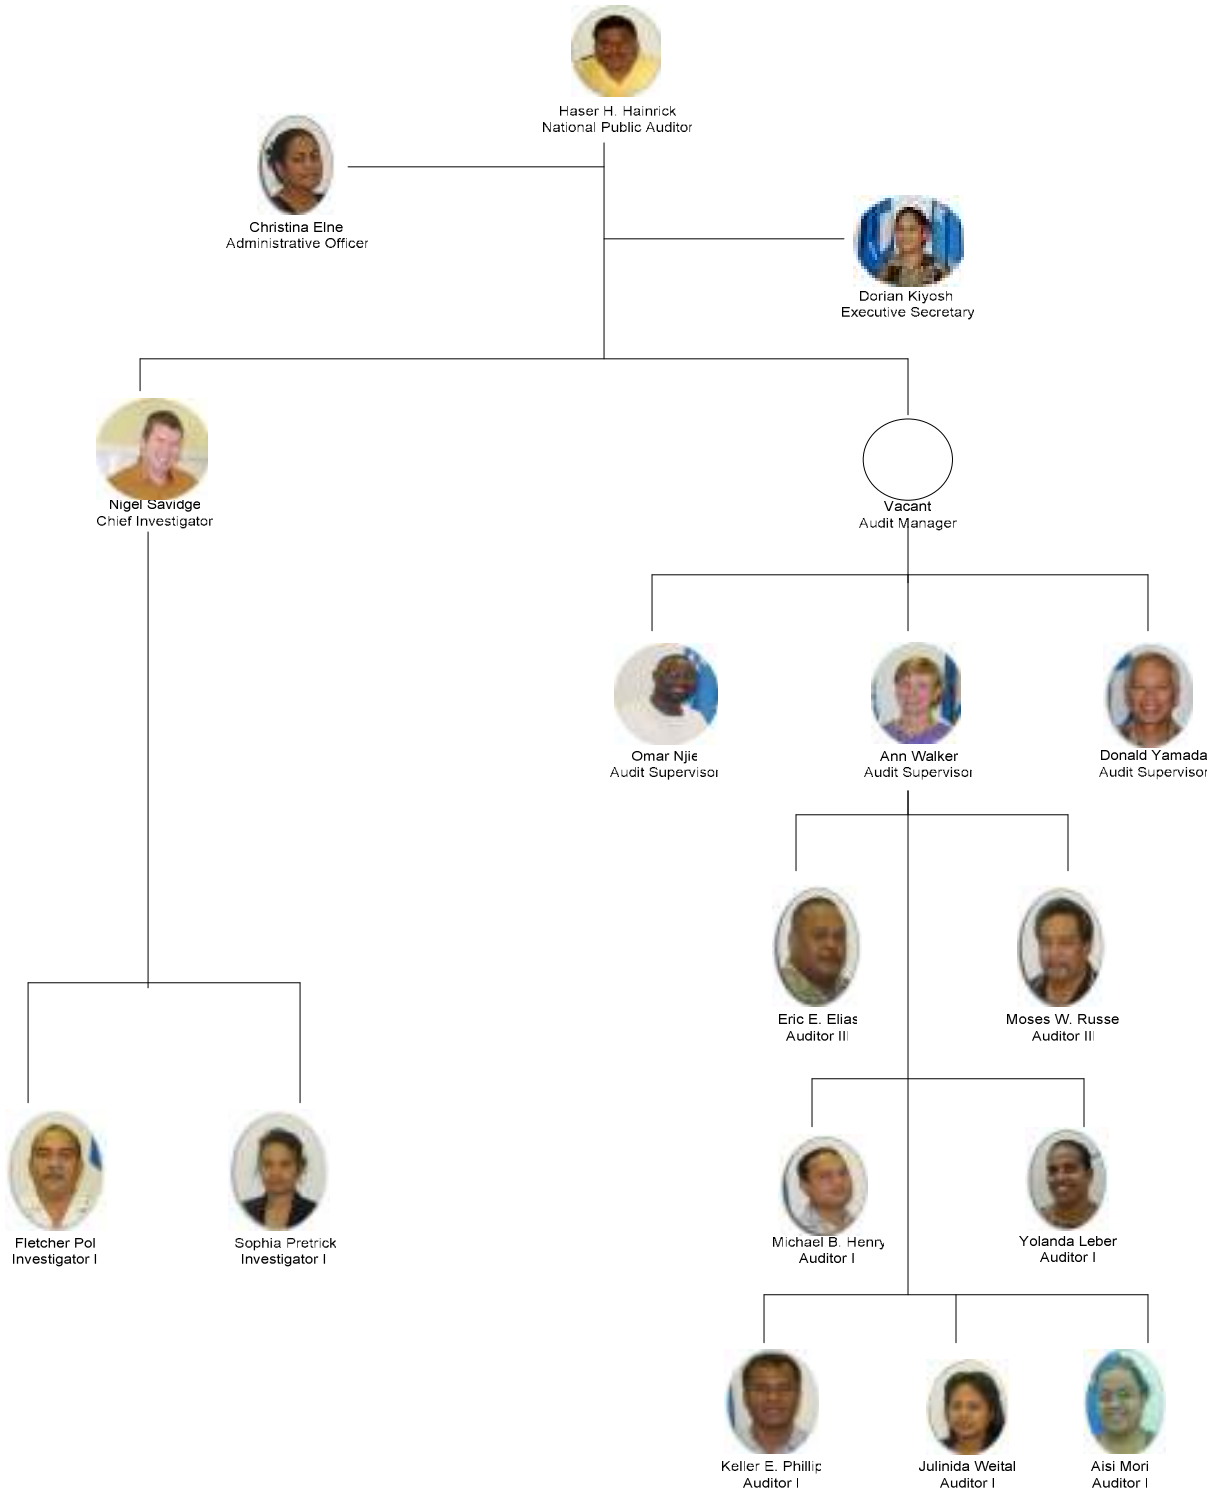 Haser H. Hainrick
National Public Auditor
Christina Elne
Administrative Officer
Dorian Kiyosh
Executive Secretary
Nigel Savidge
Chief Investigator
Vacant
Audit Manager
Omar Njie
Audit Supervisor
Ann Walker
Audit Supervisor
Donald Yamada
Audit Supervisor
Eric E. Elias
Auditor III
Moses W. Russe
Auditor III
Michael B. Henry
Auditor I
Yolanda Leber
Auditor I
Fletcher Pol
Investigator I
Sophia Pretrick
Investigator I
Keller E. Phillip
Auditor I
Julinida Weital
Auditor I
Aisi Mori
Auditor I